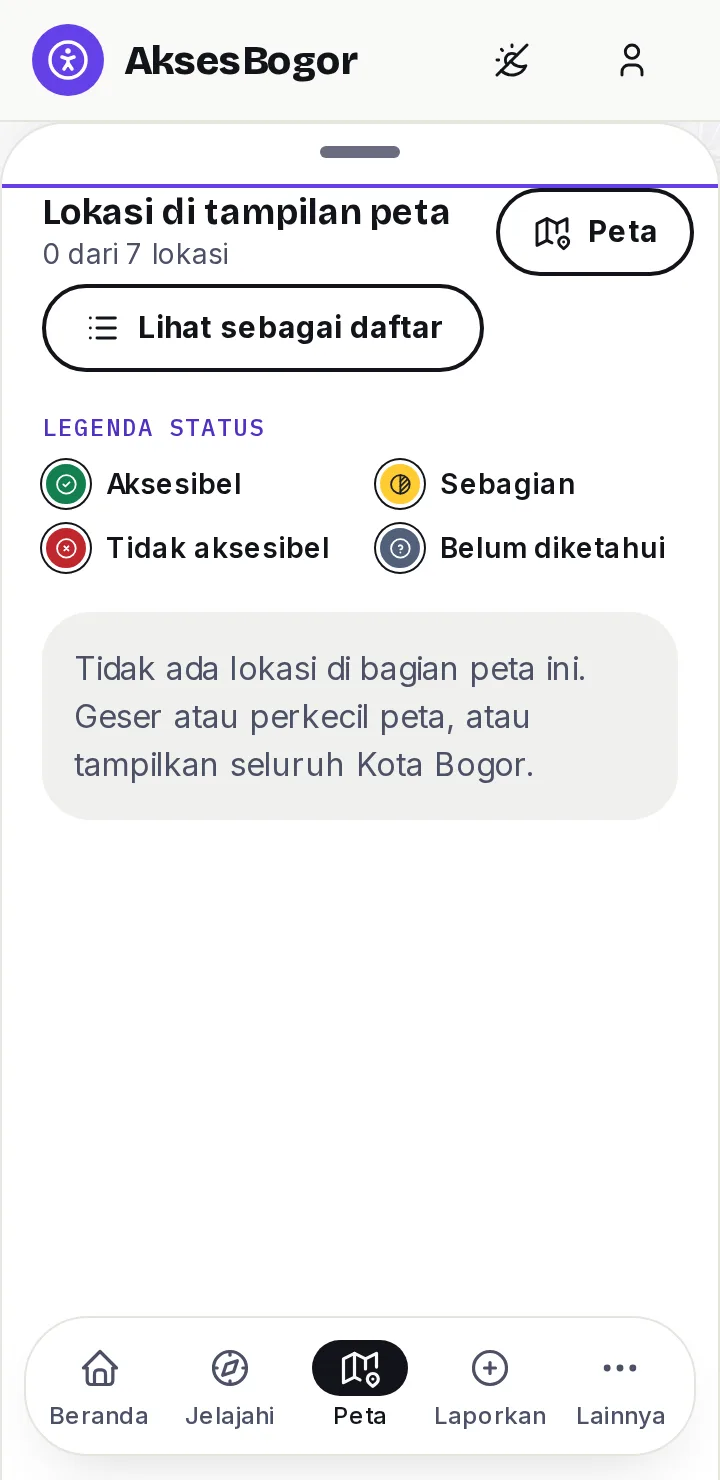 AksesBogor
Lokasi di tampilan peta
0 dari 7 lokasi
Peta
Lihat sebagai daftar
LEGENDA STATUS
Aksesibel
Sebagian
Tidak aksesibel
Belum diketahui
Tidak ada lokasi di bagian peta ini.
Geser atau perkecil peta, atau
tampilkan seluruh Kota Bogor.
Beranda
Jelajahi
Peta
Laporkan
Lainnya